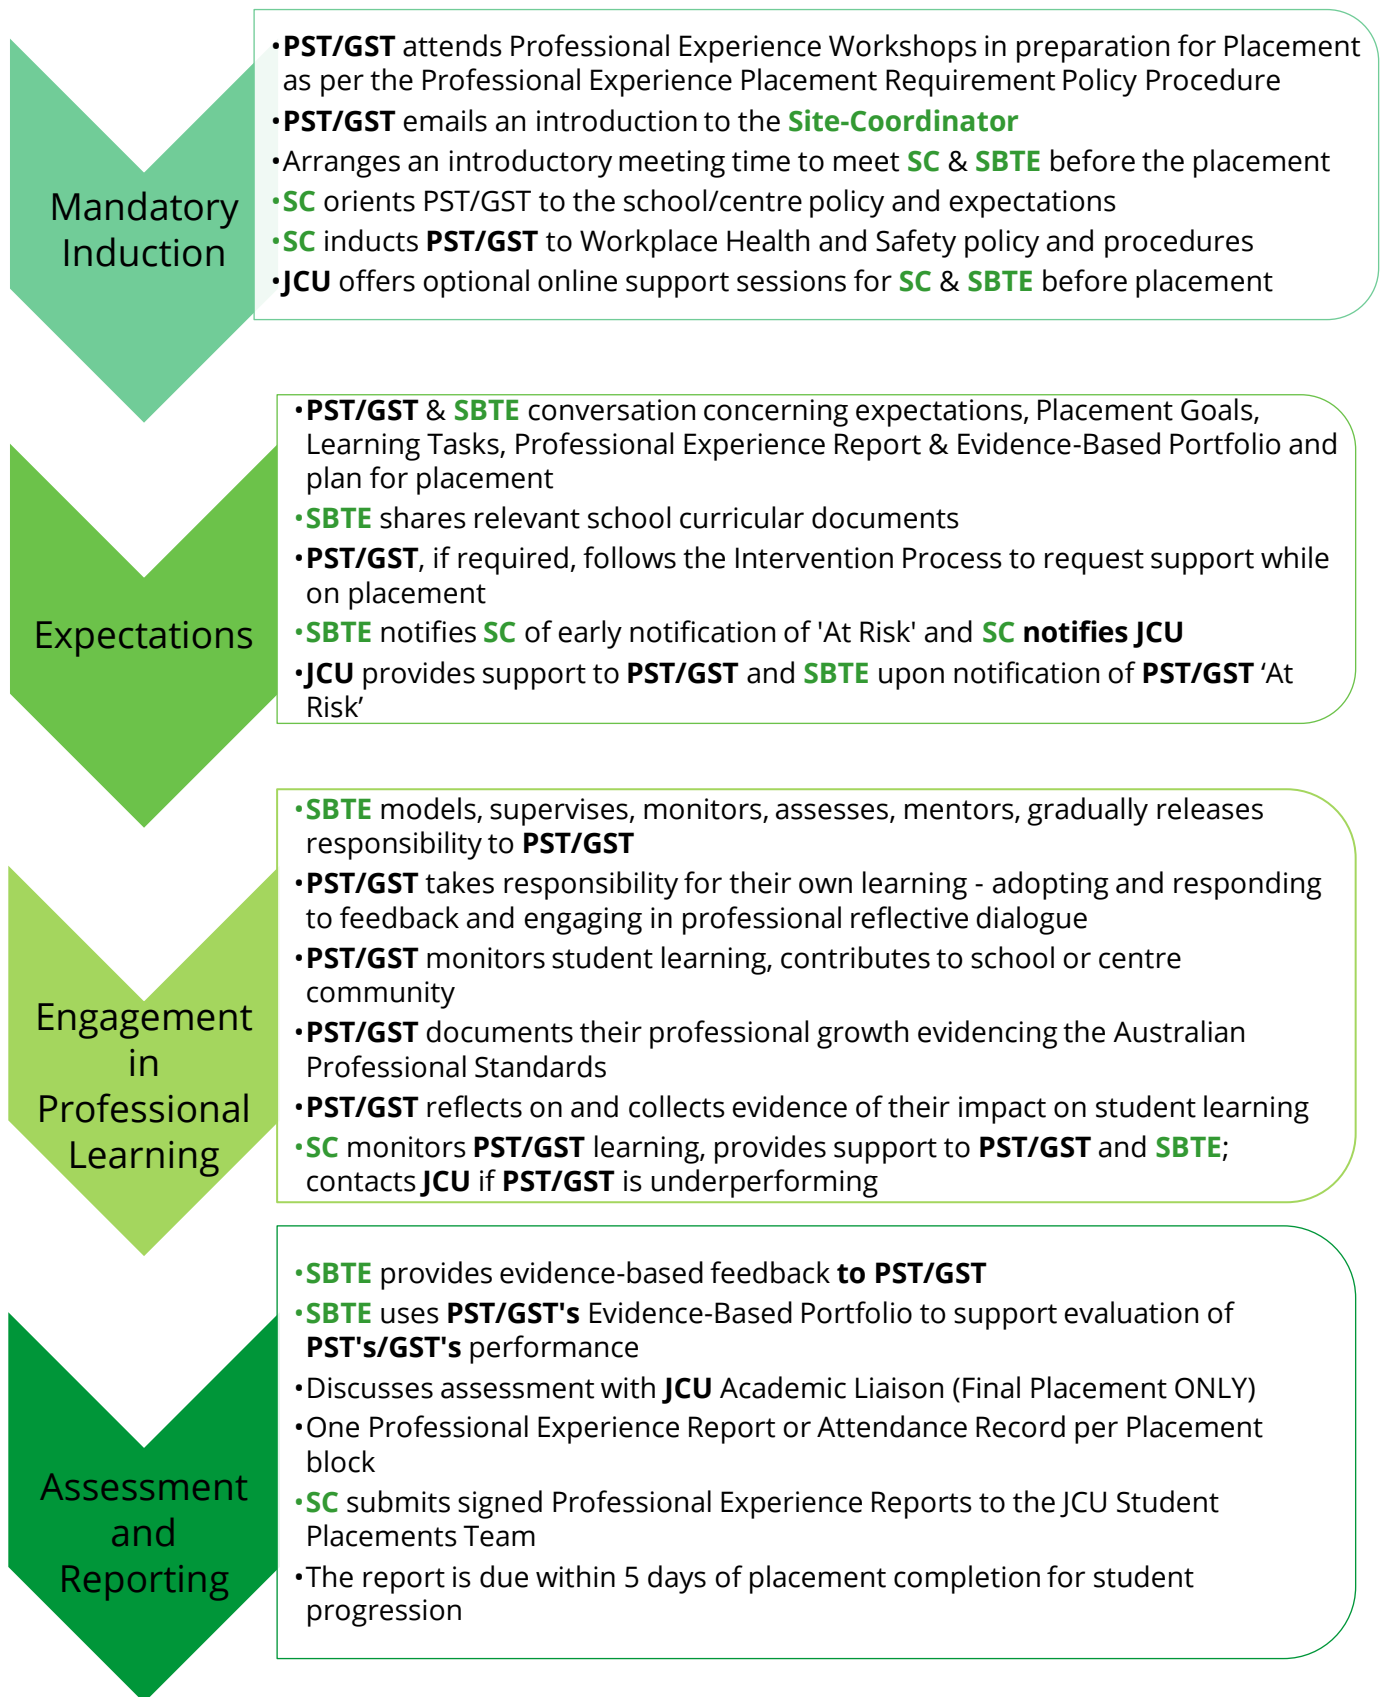 Mandatory
Induction
•PST/GST attends Professional Experience Workshops in preparation for Placement
as per the Professional Experience Placement Requirement Policy Procedure
•PST/GST emails an introduction to the Site-Coordinator
•Arranges an introductory meeting time to meet SC & SBTE before the placement
•SC orients PST/GST to the school/centre policy and expectations
•SC inducts PST/GST to Workplace Health and Safety policy and procedures
•JCU offers optional online support sessions for SC & SBTE before placement
Expectations
•PST/GST & SBTE conversation concerning expectations, Placement Goals,
Learning Tasks, Professional Experience Report & Evidence-Based Portfolio and
plan for placement
•SBTE shares relevant school curricular documents
•PST/GST, if required, follows the Intervention Process to request support while
on placement
•SBTE notifies SC of early notification of 'At Risk' and SC notifies JCU
•JCU provides support to PST/GST and SBTE upon notification of PST/GST ‘At
Risk’
Engagement
in
Professional
Learning
•SBTE models, supervises, monitors, assesses, mentors, gradually releases
responsibility to PST/GST
•PST/GST takes responsibility for their own learning - adopting and responding
to feedback and engaging in professional reflective dialogue
•PST/GST monitors student learning, contributes to school or centre
community
•PST/GST documents their professional growth evidencing the Australian
Professional Standards
•PST/GST reflects on and collects evidence of their impact on student learning
•SC monitors PST/GST learning, provides support to PST/GST and SBTE;
contacts JCU if PST/GST is underperforming
Assessment
and
Reporting
•SBTE provides evidence-based feedback to PST/GST
•SBTE uses PST/GST's Evidence-Based Portfolio to support evaluation of
PST's/GST's performance
•Discusses assessment with JCU Academic Liaison (Final Placement ONLY)
•One Professional Experience Report or Attendance Record per Placement
block
•SC submits signed Professional Experience Reports to the JCU Student
Placements Team
•The report is due within 5 days of placement completion for student
progression